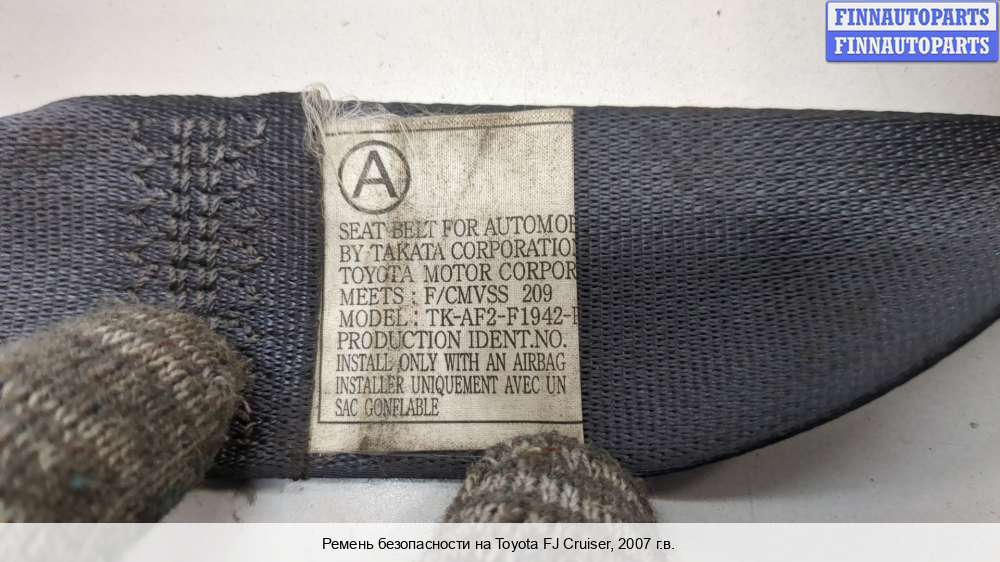 FINNAUTOPARTS
FINNAUTOPARTS
A
SEAT BELT FOR AUTOMOB
BY TAKATA CORPORATION
TOYOTA MOTOR CORPOR
MEETS : F/CMVSS 209
MODEL : TK-AF2-F1942-
PRODUCTION IDENT.NO.
INSTALL ONLY WITH AN AIRBAG
INSTALLER UNIQUEMENT AVEC UN
SAC GONFLABLE
Ремень безопасности на Toyota FJ Cruiser, 2007 г.в.